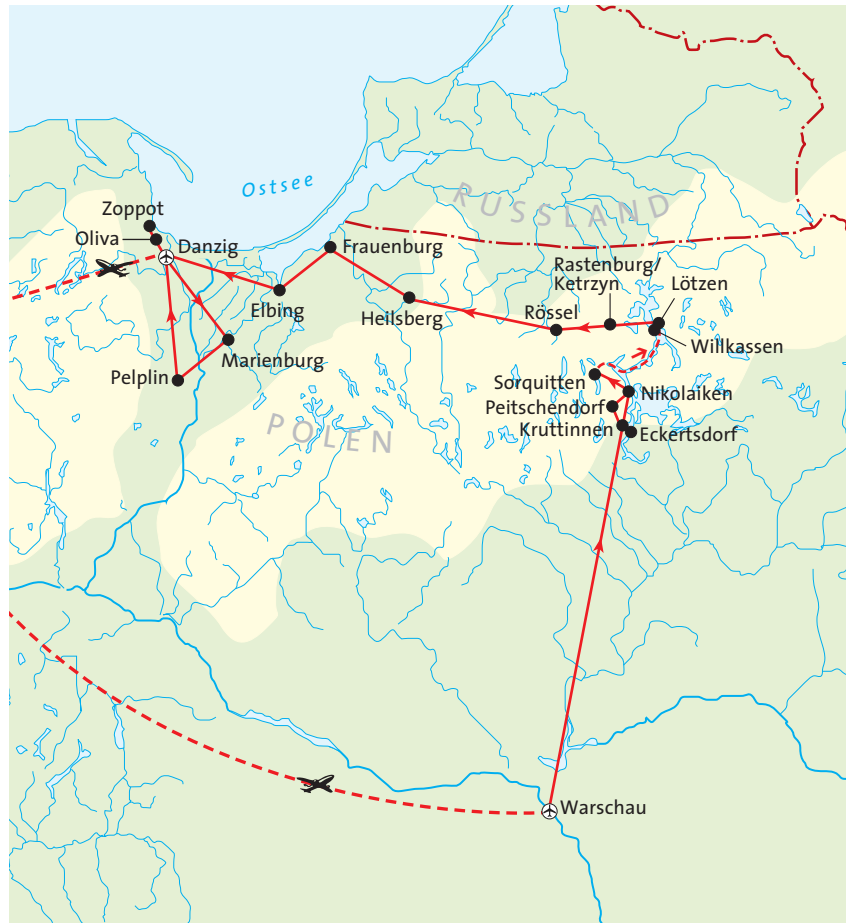 Ostsee
RUSSLAND
Zoppot
Oliva
Danzig
Frauenburg
Rastenburg/
Ketrzyn
Lötzen
Elbing
Heilsberg
Rössel
Willkassen
Marienburg
Pelplin
Sorquitten
Nikolaiken
Peitschendorf
Kruttinnen
Eckertsdorf
POLEN
Warschau